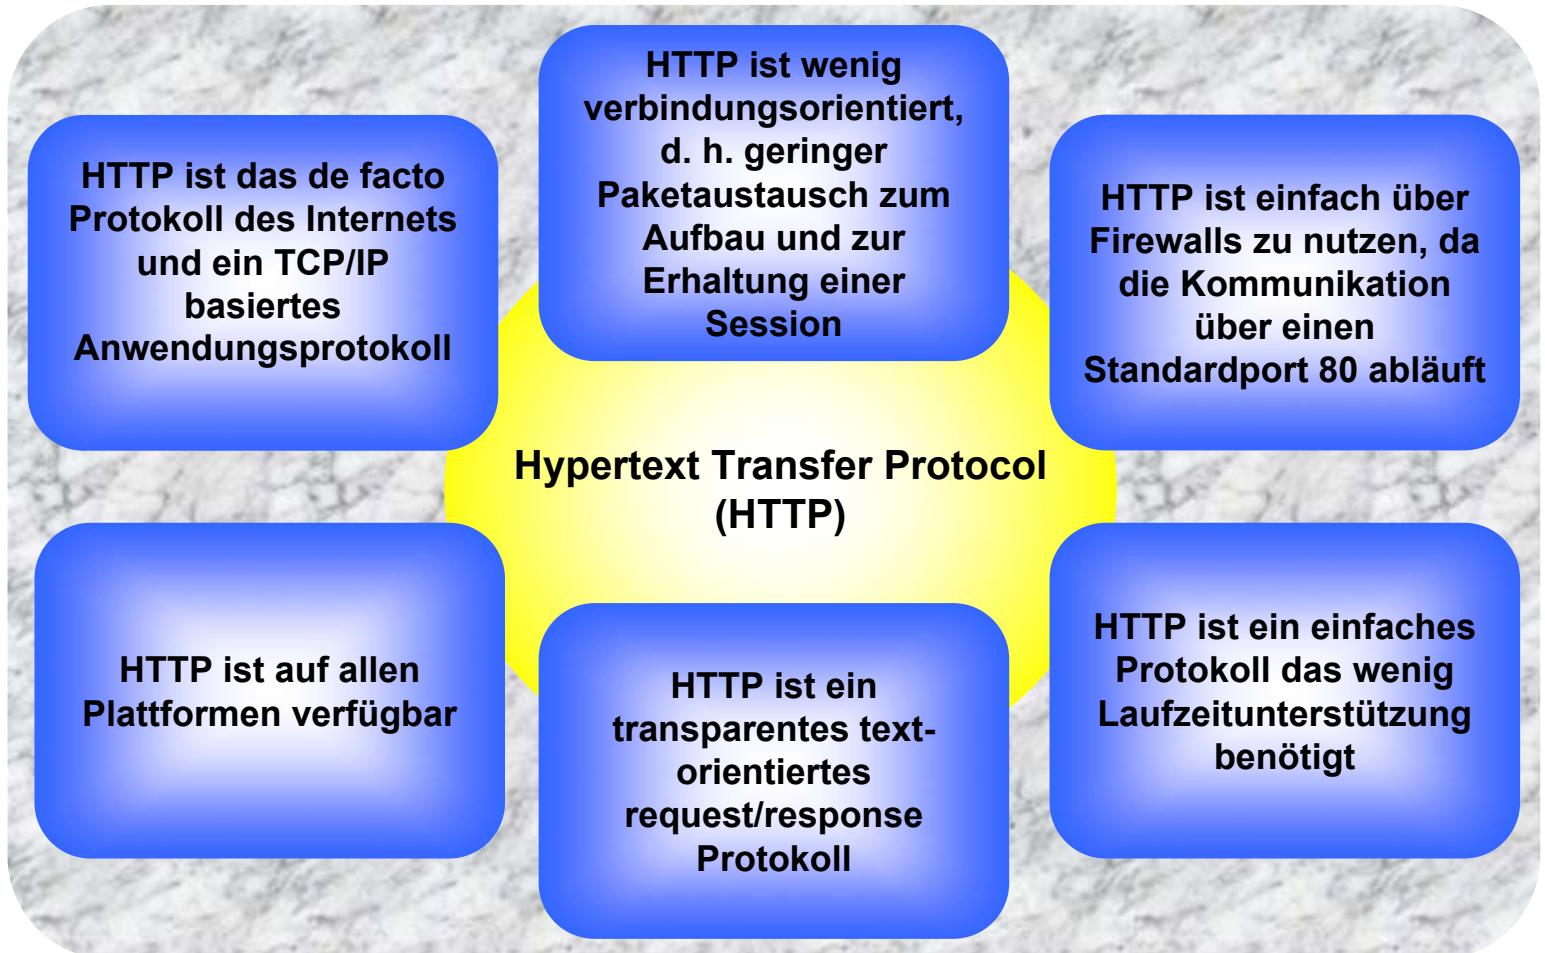 HTTP ist das de facto
Protokoll des Internets
und ein TCP/IP
basiertes
Anwendungsprotokoll
HTTP ist wenig
verbindungsorientiert,
d. h. geringer
Paketaustausch zum
Aufbau und zur
Erhaltung einer
Session
HTTP ist einfach über
Firewalls zu nutzen, da
die Kommunikation
über einen
Standardport 80 abläuft
Hypertext Transfer Protocol
(HTTP)
HTTP ist auf allen
Plattformen verfügbar
HTTP ist ein
transparentes text-
orientiertes
request/response
Protokoll
HTTP ist ein einfaches
Protokoll das wenig
Laufzeitunterstützung
benötigt